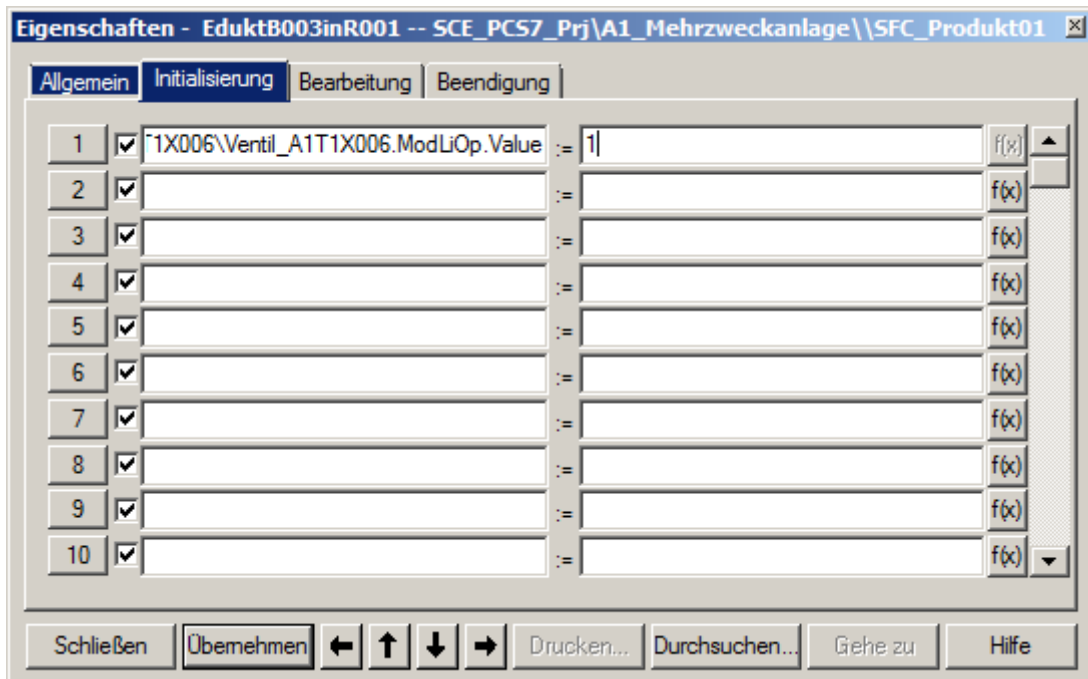 Eigenschaften - EduktB003inR001 -- SCE_PCS7_Prj\A1_Mehrzweckanlage\\SFC_Produkt01
Allgemein Initialisierung Bearbeitung Beendigung
1 T1X006\Ventil_A1T1X006.ModLiOp.Value := 1 f(x)
2 := f(x)
3 := f(x)
4 := f(x)
5 := f(x)
6 := f(x)
7 := f(x)
8 := f(x)
9 := f(x)
10 := f(x)
Schließen Übernehmen Drucken... Durchsuchen... Gehe zu Hilfe